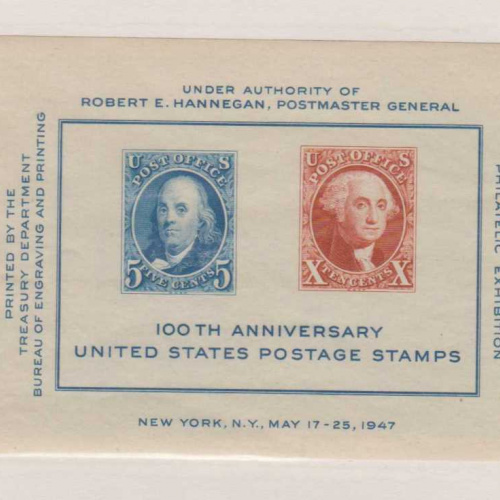 UNDER AUTHORITY OF
ROBERT E. HANNEGAN, POSTMASTER GENERAL
PRINTED BY THE
TREASURY DEPARTMENT
BUREAU OF ENGRAVING AND PRINTING
U S
POST OFFICE
5 FIVE CENTS 5
U S
POST OFFICE
X TEN CENTS X
100TH ANNIVERSARY
UNITED STATES POSTAGE STAMPS
PHILATELIC EXHIBITION
NEW YORK, N.Y., MAY 17-25, 1947